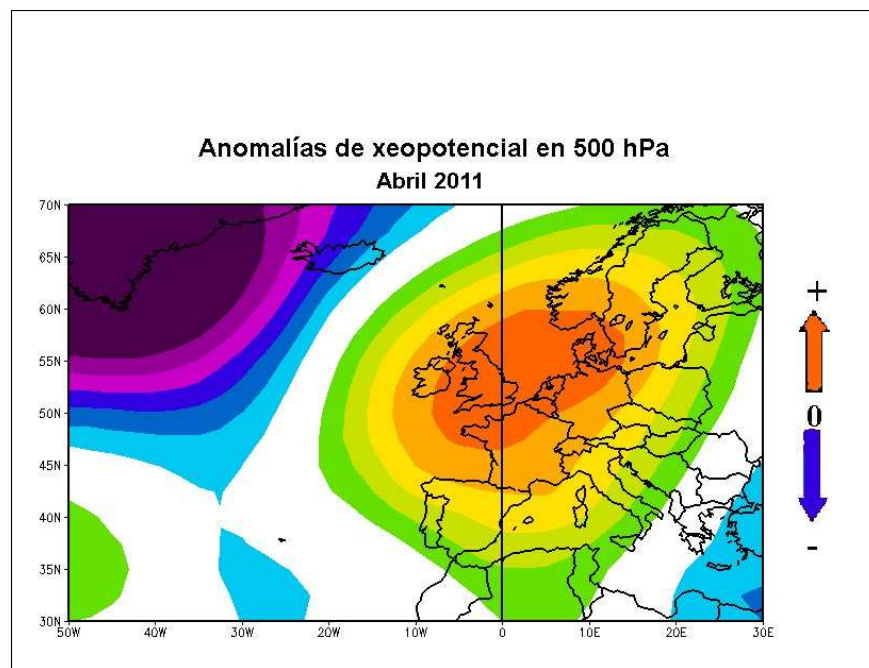 Anomalías de xeopotencial en 500 hPa
Abril 2011
70N
65N
60N
55N
50N
45N
40N
35N
30N
50W 40W 30W 20W 10W 0 10E 20E 30E
+
0
-